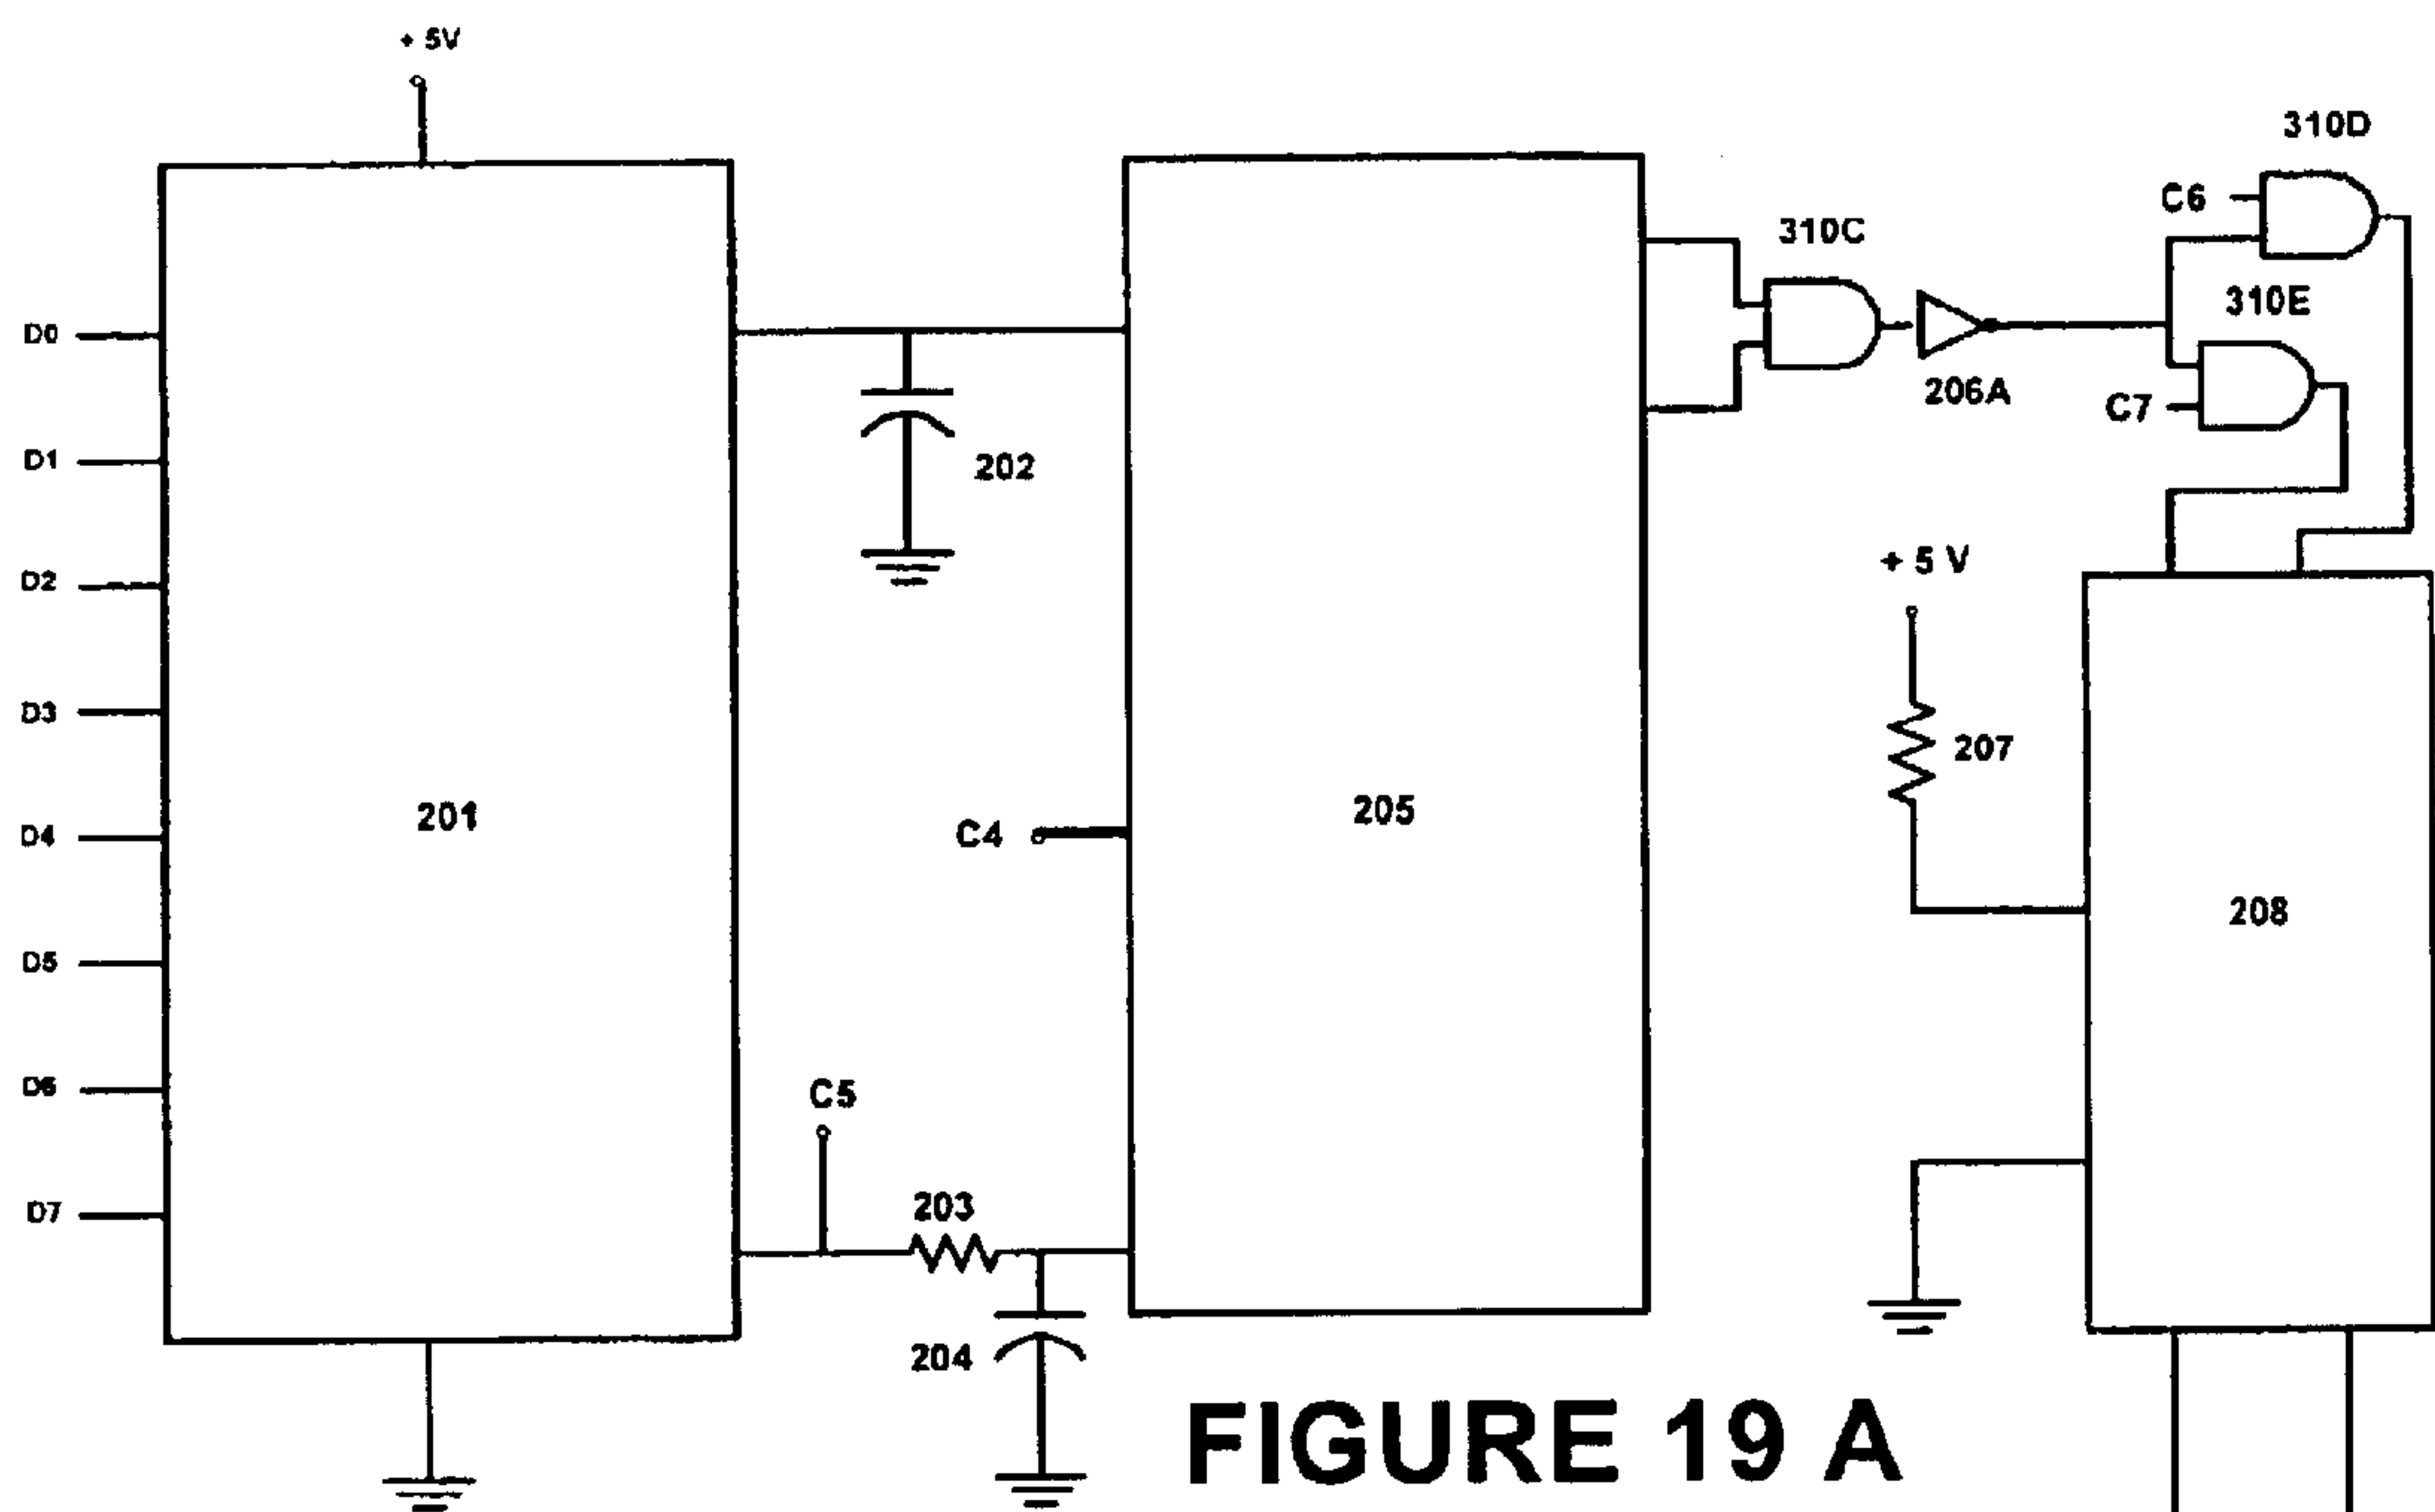 + 5V
310D
C6
310C
310E
D0
206A
C7
D1
202
+ 5 V
D2
D3
207
201
205
D4
C4
208
D5
D6
C5
203
D7
204
FIGURE 19 A